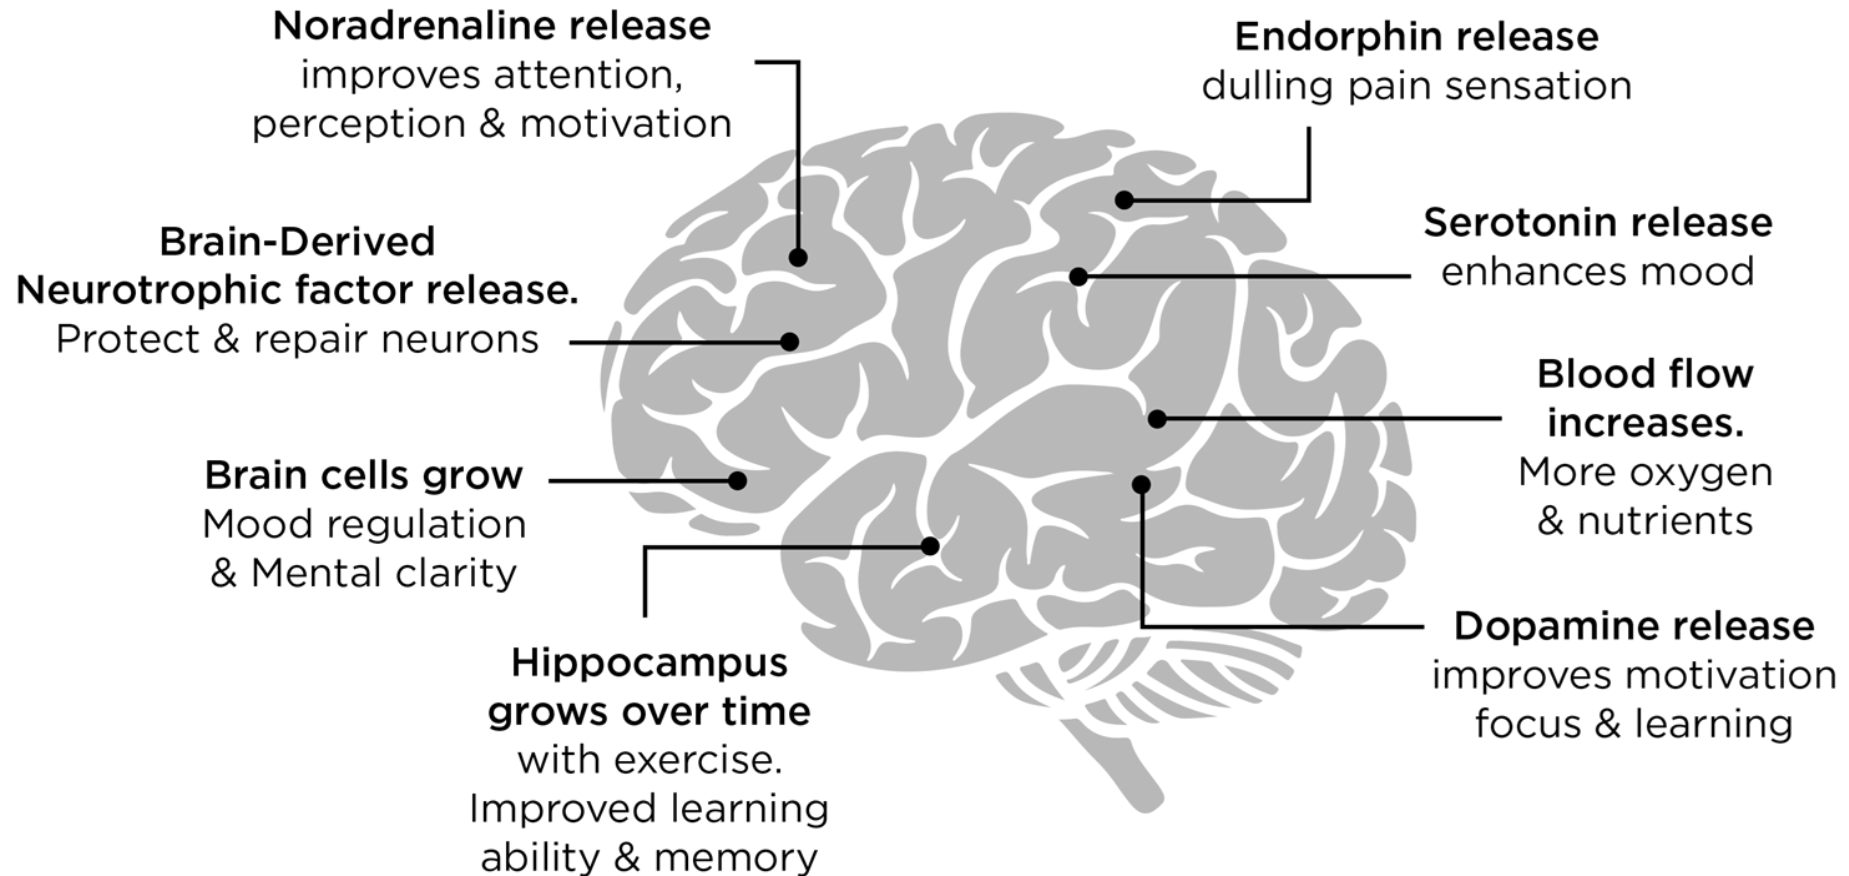 Noradrenaline release
improves attention,
perception & motivation
Endorphin release
dulling pain sensation
Brain-Derived
Neurotrophic factor release.
Protect & repair neurons
Serotonin release
enhances mood
Blood flow
increases.
More oxygen
& nutrients
Brain cells grow
Mood regulation
& Mental clarity
Dopamine release
improves motivation
focus & learning
Hippocampus
grows over time
with exercise.
Improved learning
ability & memory